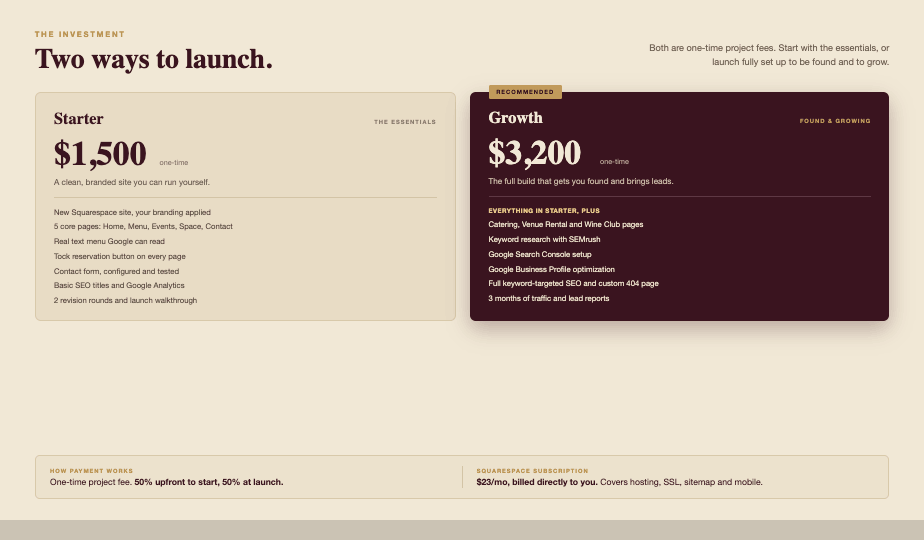 THE INVESTMENT
Two ways to launch.
Both are one-time project fees. Start with the essentials, or
launch fully set up to be found and to grow.
Starter
THE ESSENTIALS
$1,500 one-time
A clean, branded site you can run yourself.
New Squarespace site, your branding applied
5 core pages: Home, Menu, Events, Space, Contact
Real text menu Google can read
Tock reservation button on every page
Contact form, configured and tested
Basic SEO titles and Google Analytics
2 revision rounds and launch walkthrough
RECOMMENDED
Growth
FOUND & GROWING
$3,200 one-time
The full build that gets you found and brings leads.
EVERYTHING IN STARTER, PLUS
Catering, Venue Rental and Wine Club pages
Keyword research with SEMrush
Google Search Console setup
Google Business Profile optimization
Full keyword-targeted SEO and custom 404 page
3 months of traffic and lead reports
HOW PAYMENT WORKS
One-time project fee. 50% upfront to start, 50% at launch.
SQUARESPACE SUBSCRIPTION
$23/mo, billed directly to you. Covers hosting, SSL, sitemap and mobile.